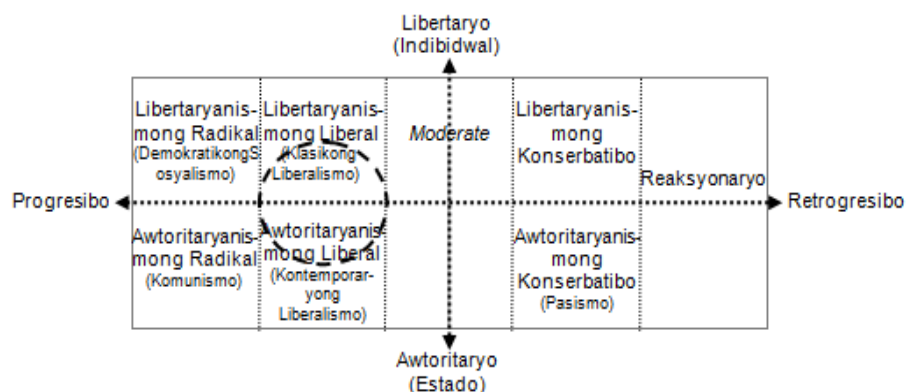 Libertaryo
(Indibidwal)
Libertaryanis-
mong Radikal
(DemokratikongS
osyalismo)
Libertaryanis-
mong Liberal
(Klasikong
Liberalismo)
Moderate
Libertaryanis-
mong
Konserbatibo
Reaksyonaryo
Progresibo
Retrogresibo
Awtoritaryanis-
mong Radikal
(Komunismo)
Awtoritaryanis-
mong Liberal
(Kontemporar-
yong
Liberalismo)
Awtoritaryanis-
mong
Konserbatibo
(Pasismo)
Awtoritaryo
(Estado)